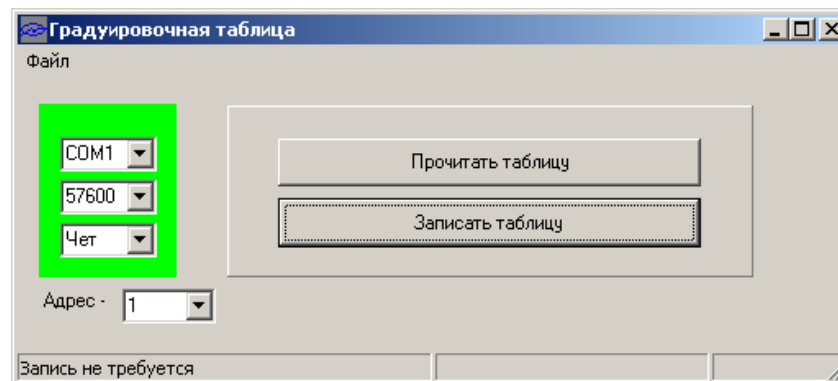 Градуировочная таблица
Файл
COM1
57600
Чет
Прочитать таблицу
Записать таблицу
Адрес - 1
Запись не требуется